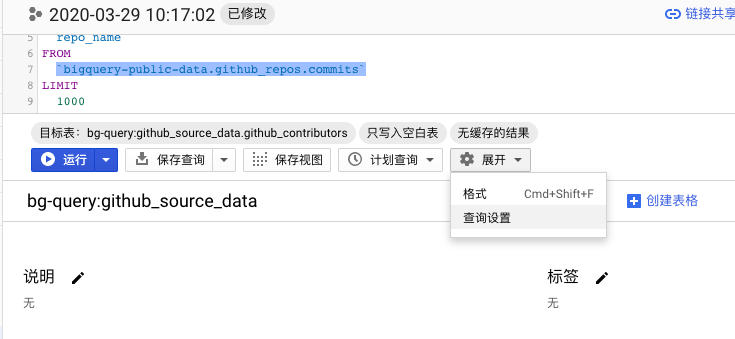 2020-03-29 10:17:02 已修改 链接共享
5 repo_name
6 FROM
7 `bigquery-public-data.github_repos.commits`
8 LIMIT
9 1000
目标表：bg-query:github_source_data.github_contributors 只写入空白表 无缓存的结果
运行 保存查询 保存视图 计划查询 展开
格式 Cmd+Shift+F
bg-query:github_source_data 创建表格
查询设置
说明 标签
无 无